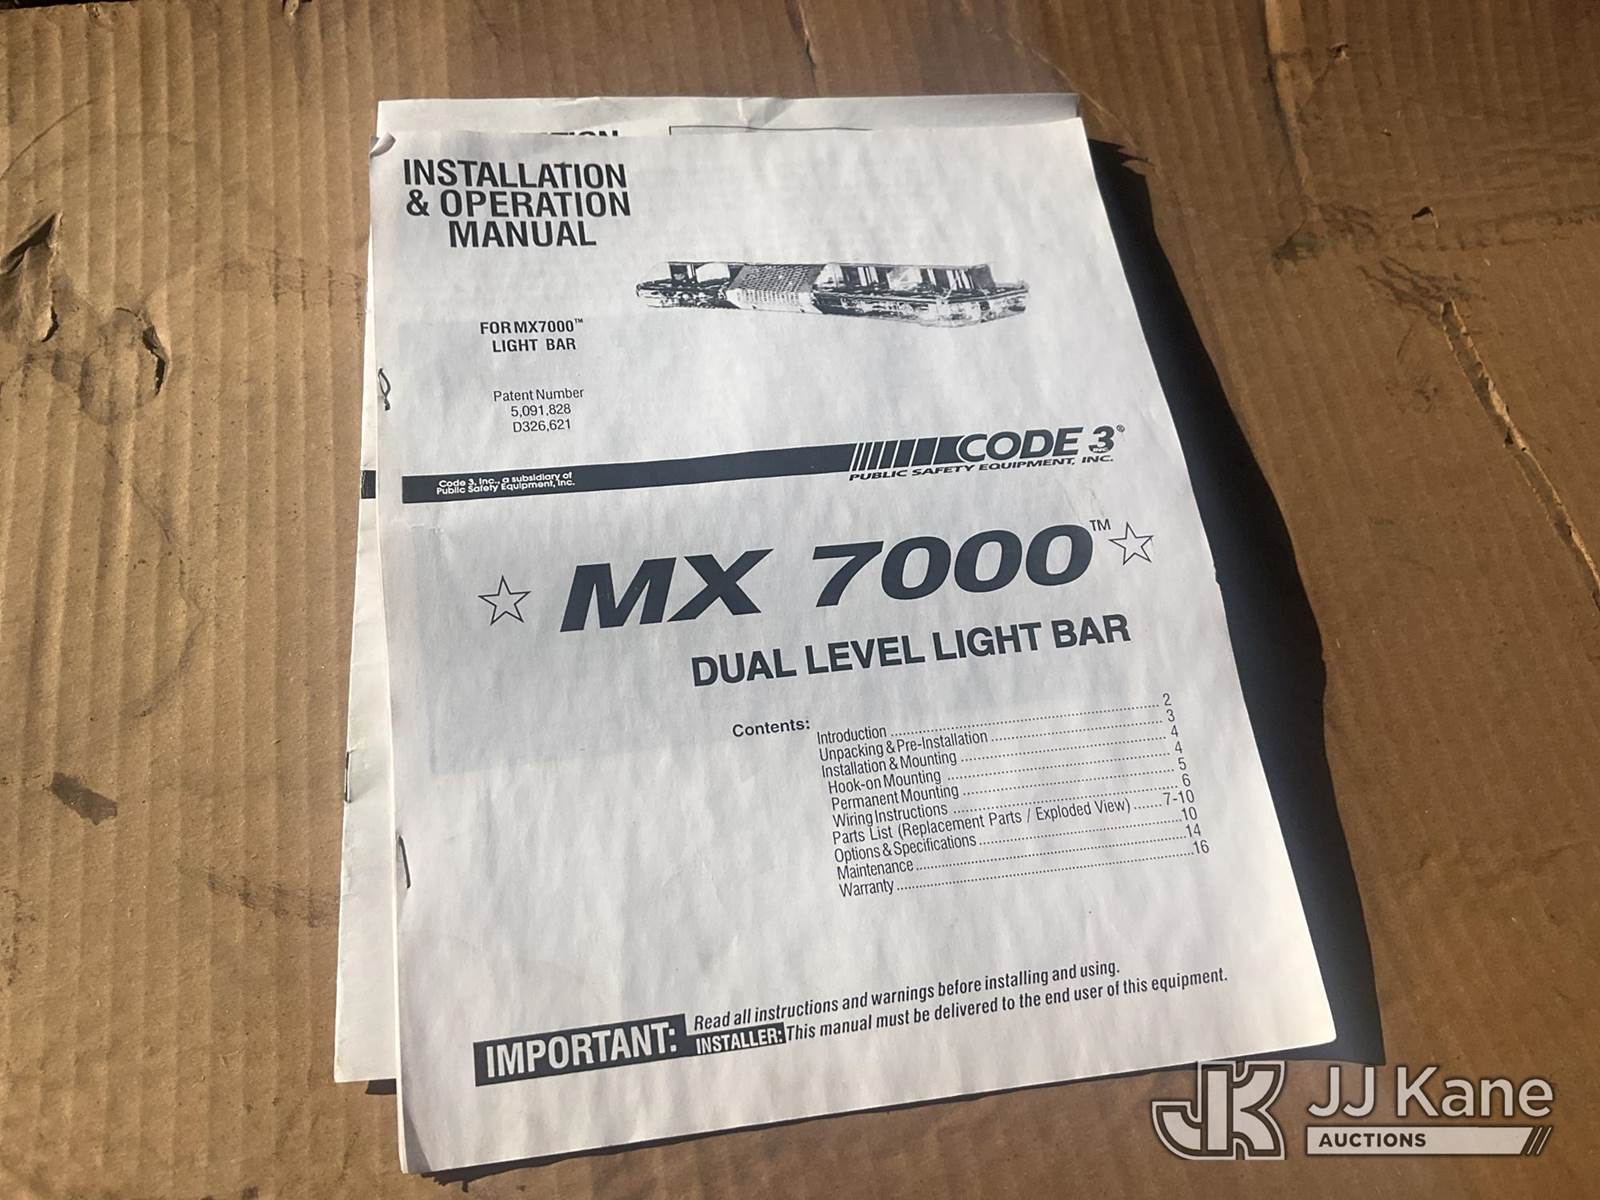 INSTALLATION
& OPERATION
MANUAL
FOR MX7000™
LIGHT BAR
Patent Number
5,091,828
D326,621
CODE 3®
INC.
PUBLIC SAFETY EQUIPMENT, INC.
Code 3, Inc., a subsidiary of
Public Safety Equipment, Inc.
MX 7000™
DUAL LEVEL LIGHT BAR
Contents:
Introduction ........ 2
Unpacking & Pre-Installation ........ 3
Installation & Mounting ........ 4
Hook-on Mounting ........ 4
Permanent Mounting ........ 5
Wiring Instructions ........ 6
Parts List (Replacement Parts / Exploded View) ........ 7-10
Options & Specifications ........ 10
Maintenance ........ 14
Warranty ........ 16
IMPORTANT: Read all instructions and warnings before installing and using.
INSTALLER: This manual must be delivered to the end user of this equipment.
JK JJ Kane
AUCTIONS